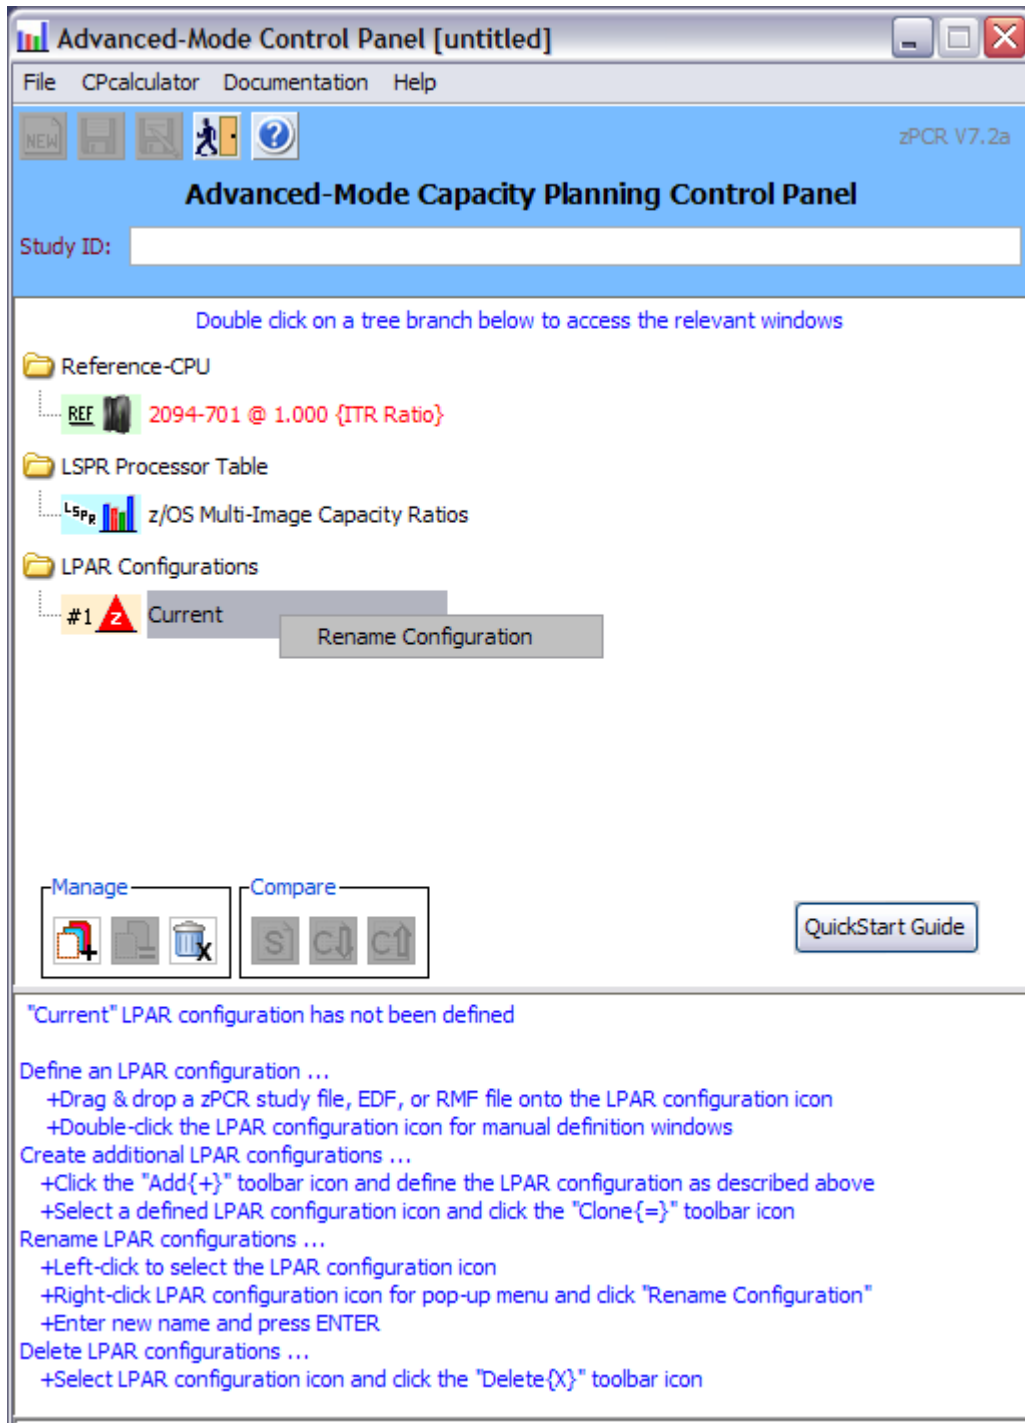 Advanced-Mode Control Panel [untitled]
File CPcalculator Documentation Help
NEW
zPCR V7.2a
Advanced-Mode Capacity Planning Control Panel
Study ID:
Double click on a tree branch below to access the relevant windows
Reference-CPU
REF 2094-701 @ 1.000 {ITR Ratio}
LSPR Processor Table
LSPR z/OS Multi-Image Capacity Ratios
LPAR Configurations
#1 z Current
Rename Configuration
Manage Compare
S C C
QuickStart Guide
"Current" LPAR configuration has not been defined
Define an LPAR configuration ...
+Drag & drop a zPCR study file, EDF, or RMF file onto the LPAR configuration icon
+Double-click the LPAR configuration icon for manual definition windows
Create additional LPAR configurations ...
+Click the "Add{+}" toolbar icon and define the LPAR configuration as described above
+Select a defined LPAR configuration icon and click the "Clone{=}" toolbar icon
Rename LPAR configurations ...
+Left-click to select the LPAR configuration icon
+Right-click LPAR configuration icon for pop-up menu and click "Rename Configuration"
+Enter new name and press ENTER
Delete LPAR configurations ...
+Select LPAR configuration icon and click the "Delete{X}" toolbar icon